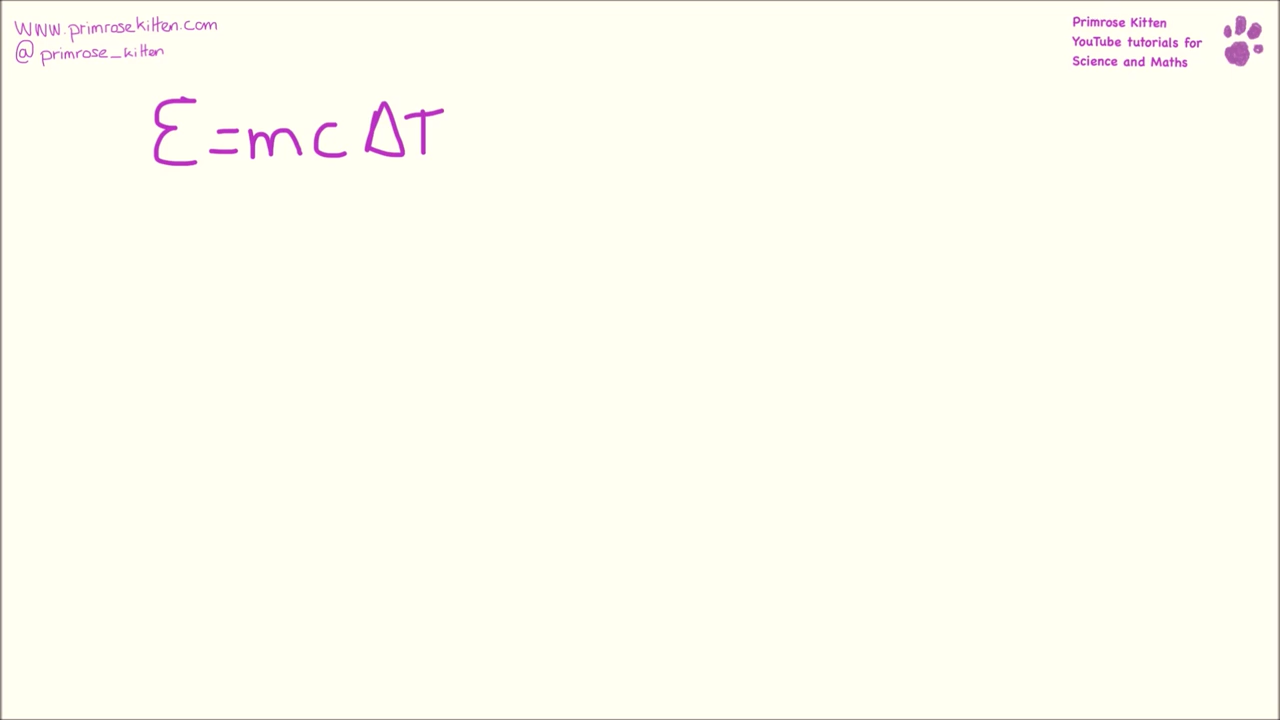 www.primrosekitten.com
@primrose_kitten
Primrose Kitten
YouTube tutorials for
Science and Maths
E=mcΔT